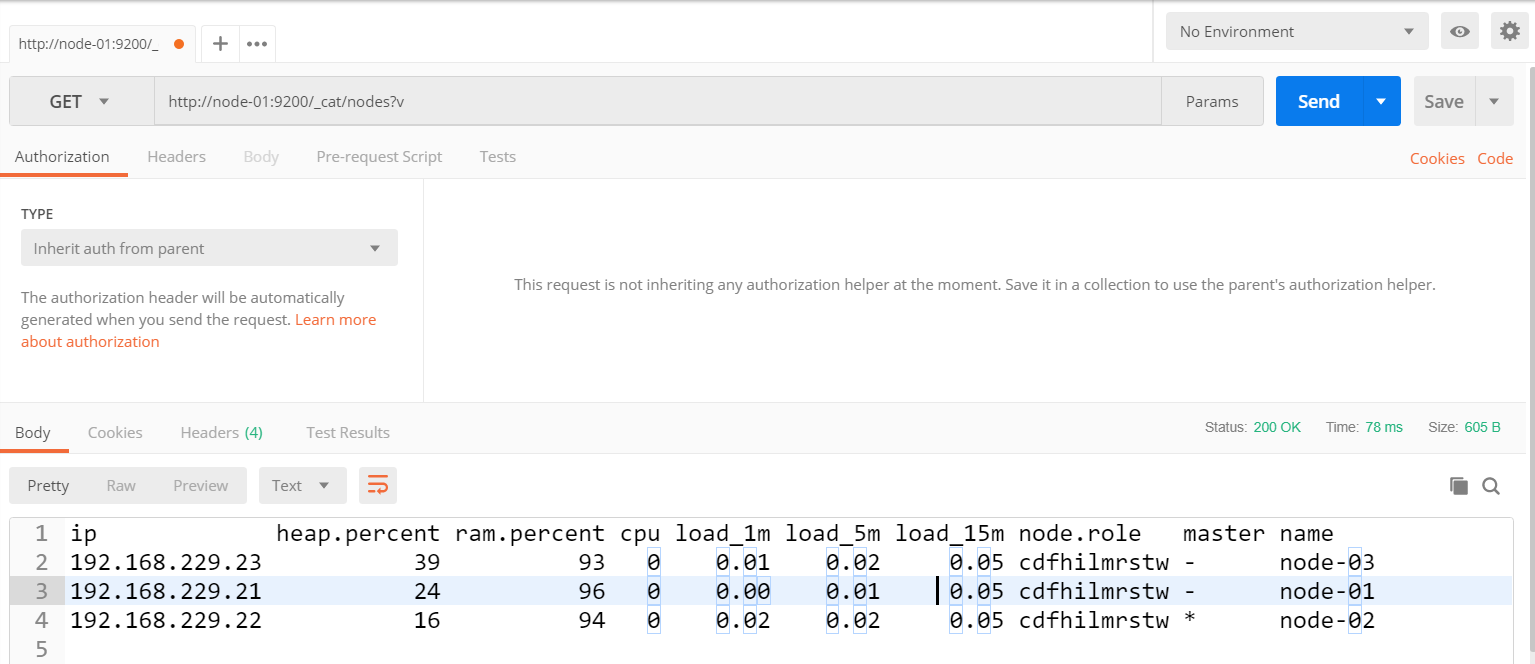 http://node-01:9200/_
No Environment
GET http://node-01:9200/_cat/nodes?v Params Send Save
Authorization Headers Body Pre-request Script Tests Cookies Code
TYPE
Inherit auth from parent
The authorization header will be automatically
generated when you send the request. Learn more
about authorization
This request is not inheriting any authorization helper at the moment. Save it in a collection to use the parent's authorization helper.
Body Cookies Headers (4) Test Results Status: 200 OK Time: 78 ms Size: 605 B
Pretty Raw Preview Text
1 ip heap.percent ram.percent cpu load_1m load_5m load_15m node.role master name
2 192.168.229.23 39 93 0 0.01 0.02 0.05 cdfhilmrstw - node-03
3 192.168.229.21 24 96 0 0.00 0.01 0.05 cdfhilmrstw - node-01
4 192.168.229.22 16 94 0 0.02 0.02 0.05 cdfhilmrstw * node-02
5